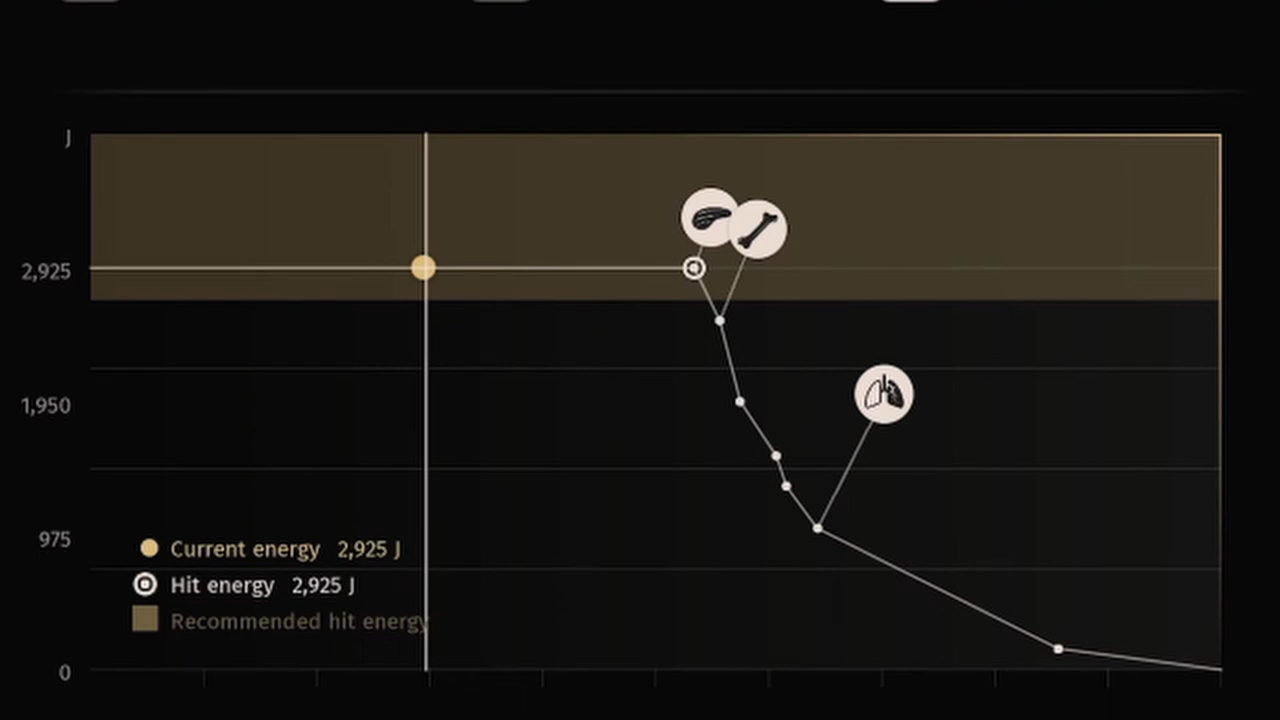 J
2,925
1,950
975
Current energy 2,925 J
Hit energy 2,925 J
Recommended hit energy
0